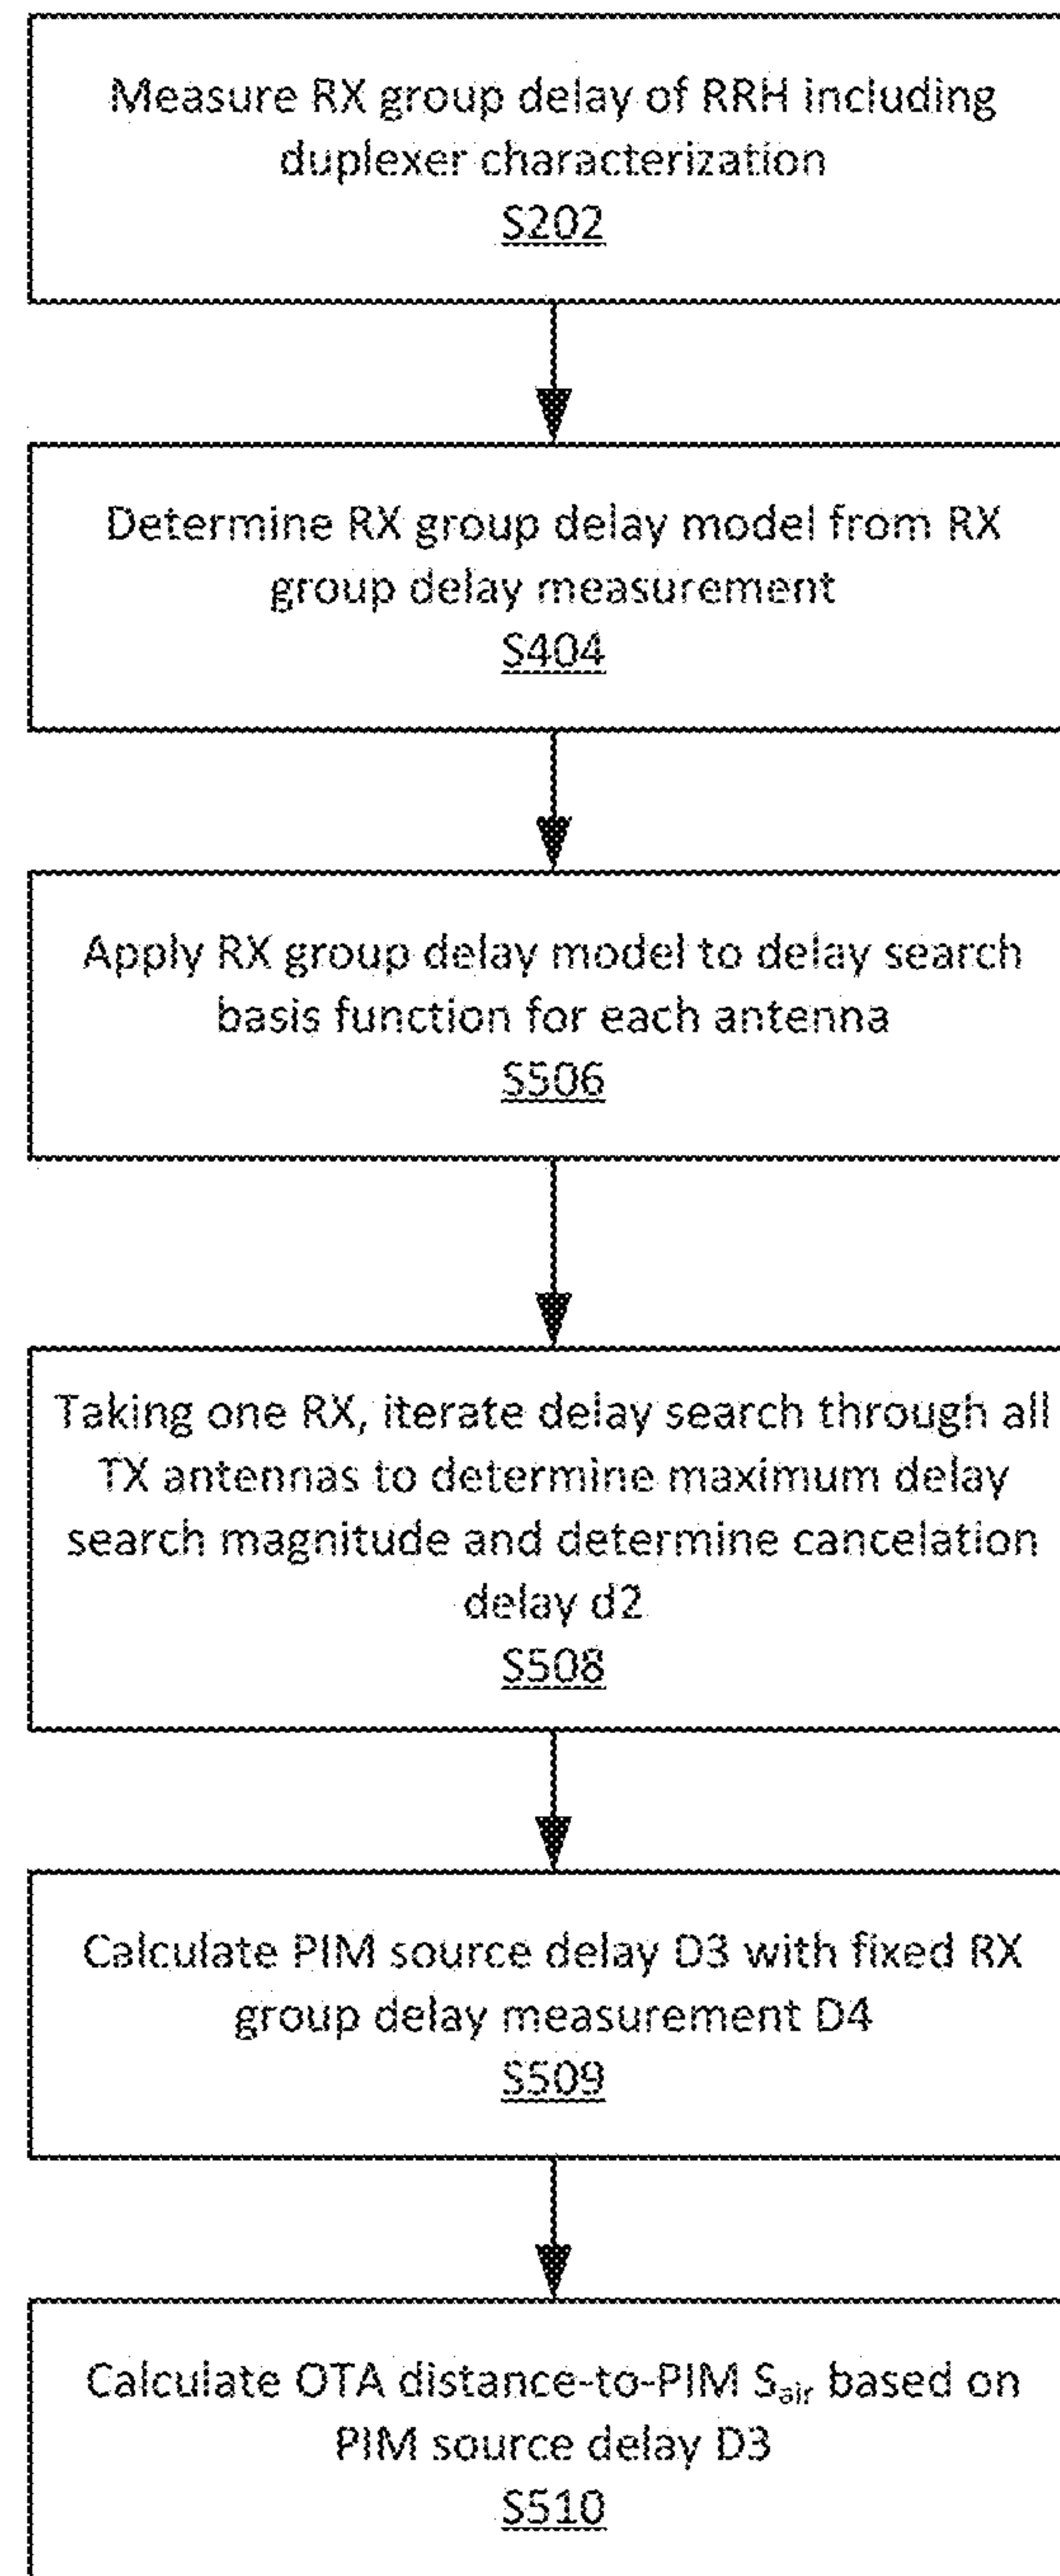 Measure RX group delay of RRH including
duplexer characterization
S202
Determine RX group delay model from RX
group delay measurement
S404
Apply RX group delay model to delay search
basis function for each antenna
S506
Taking one RX, iterate delay search through all
TX antennas to determine maximum delay
search magnitude and determine cancelation
delay d2
S508
Calculate PIM source delay D3 with fixed RX
group delay measurement D4
S509
Calculate OTA distance-to-PIM Sair based on
PIM source delay D3
S510